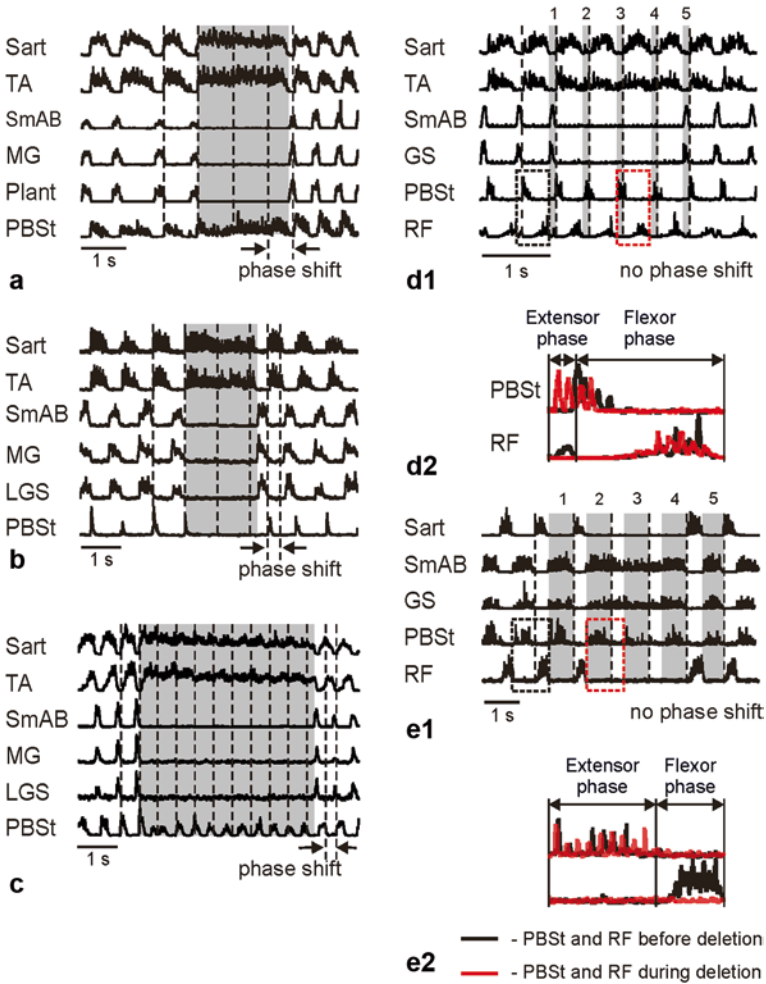 Sart
TA
SmAB
MG
Plant
PBSt
1 s
phase shift
a
Sart
TA
SmAB
MG
LGS
PBSt
1 s
phase shift
b
Sart
TA
SmAB
MG
LGS
PBSt
1 s
phase shift
c
1 2 3 4 5
Sart
TA
SmAB
GS
PBSt
RF
1 s
no phase shift
d1
Extensor phase
Flexor phase
PBSt
RF
d2
1 2 3 4 5
Sart
SmAB
GS
PBSt
RF
1 s
no phase shift
e1
Extensor phase
Flexor phase
- PBSt and RF before deletion
- PBSt and RF during deletion
e2